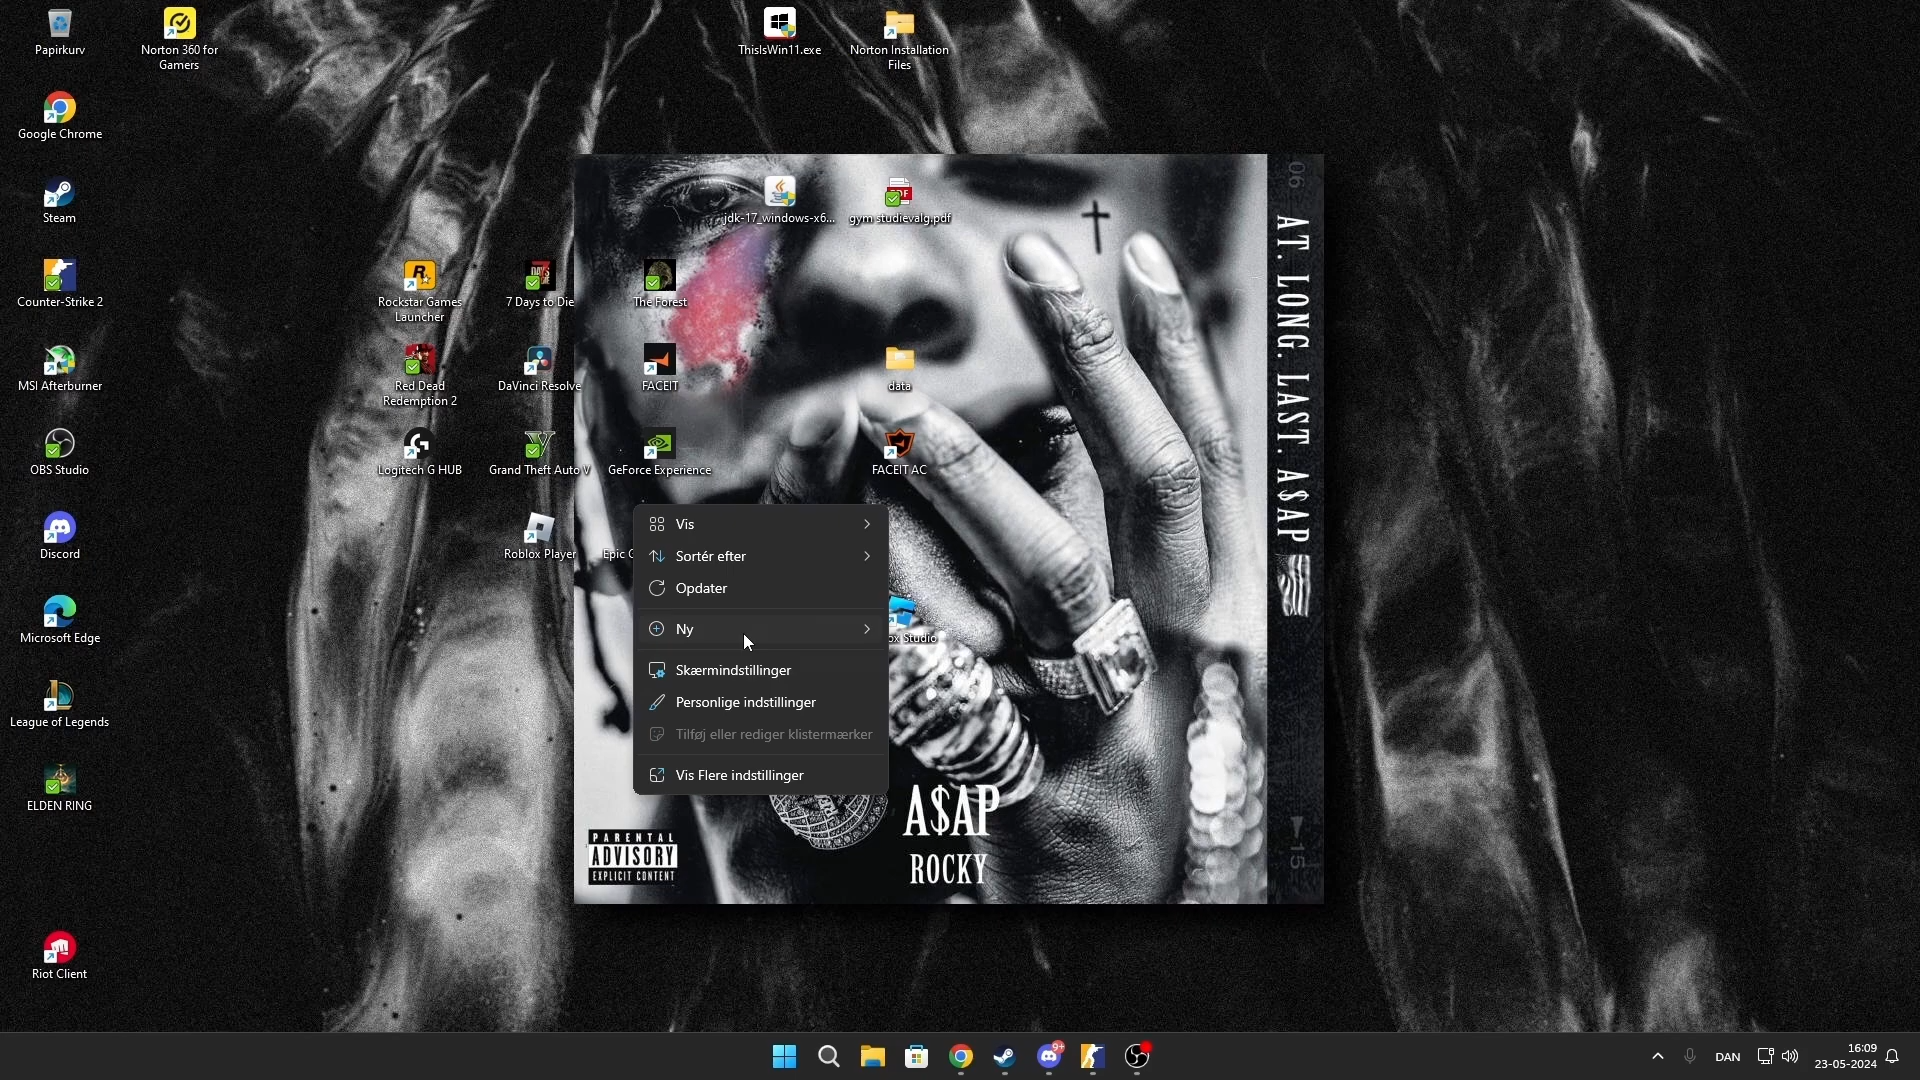 Papirkurv
Norton 360 for
Gamers
ThisIsWin11.exe
Norton Installation
Files
Google Chrome
Steam
jdk-17_windows-x6...
gym studievalg.pdf
Counter-Strike 2
Rockstar Games
Launcher
7 Days to Die
The Forest
MSI Afterburner
Red Dead
Redemption 2
DaVinci Resolve
FACEIT
data
OBS Studio
Logitech G HUB
Grand Theft Auto V
GeForce Experience
FACEIT AC
Discord
Roblox Player
Epic
Microsoft Edge
Studio
League of Legends
ELDEN RING
Riot Client
Vis
Sortér efter
Opdater
Ny
Skærmindstillinger
Personlige indstillinger
Tilføj eller rediger klistermærker
Vis Flere indstillinger
06
AT. LONG. LAST. A$AP
15
A$AP
ROCKY
PARENTAL
ADVISORY
EXPLICIT CONTENT
9+
DAN
16:09
23-05-2024